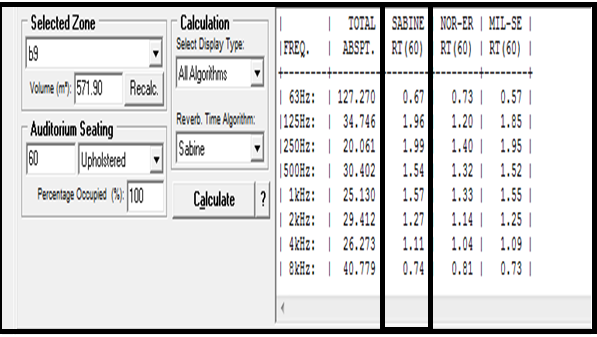 Selected Zone
b9
Volume (m³): 571.90 Recalc.
Auditorium Seating
60 Upholstered
Percentage Occupied (%): 100
Calculation
Select Display Type:
All Algorithms
Reverb. Time Algorithm:
Sabine
Calculate ?
| | TOTAL SABINE NOR-ER | MIL-SE |
|FREQ. | ABSPT. RT(60) RT(60) | RT(60) |
+-------+---------------------------+--------+
| 63Hz: | 127.270 0.67 0.73 | 0.57 |
|125Hz: | 34.746 1.96 1.20 | 1.85 |
|250Hz: | 20.061 1.99 1.40 | 1.95 |
|500Hz: | 30.402 1.54 1.32 | 1.52 |
| 1kHz: | 25.130 1.57 1.33 | 1.55 |
| 2kHz: | 29.412 1.27 1.14 | 1.25 |
| 4kHz: | 26.273 1.11 1.04 | 1.09 |
| 8kHz: | 40.779 0.74 0.81 | 0.73 |